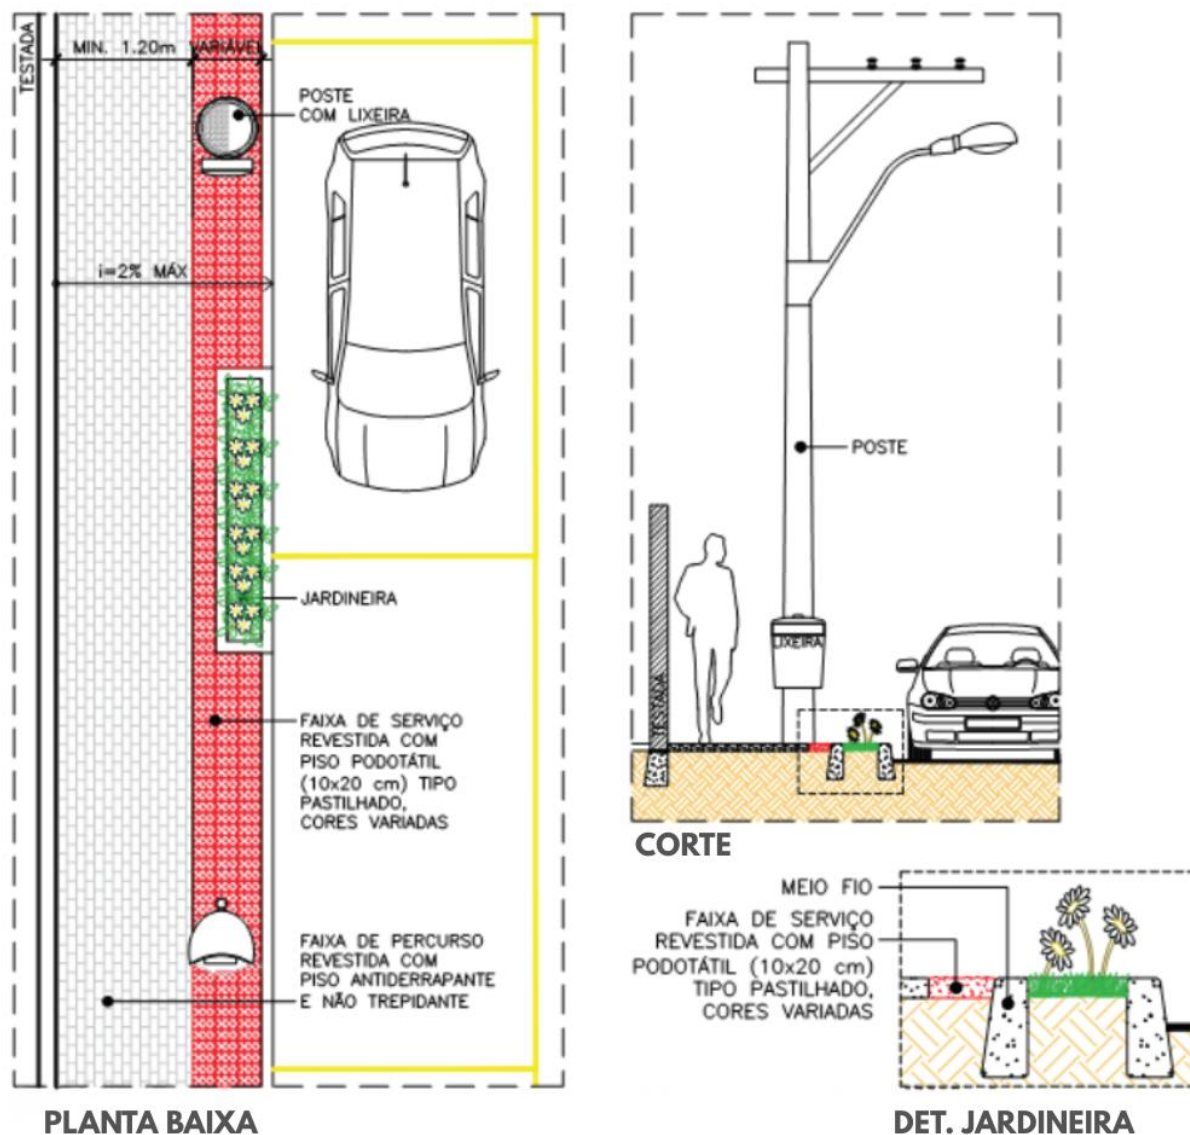 TESTADA
MIN. 1.20m VARIÁVEL
POSTE
COM LIXEIRA
i=2% MÁX
JARDINEIRA
FAIXA DE SERVIÇO
REVESTIDA COM
PISO PODOTÁTIL
(10x20 cm) TIPO
PASTILHADO,
CORES VARIADAS
FAIXA DE PERCURSO
REVESTIDA COM
PISO ANTIDERRAPANTE
E NÃO TREPIDANTE
PLANTA BAIXA
POSTE
LIXEIRA
TESTADA
CORTE
MEIO FIO
FAIXA DE SERVIÇO
REVESTIDA COM PISO
PODOTÁTIL (10x20 cm)
TIPO PASTILHADO,
CORES VARIADAS
DET. JARDINEIRA